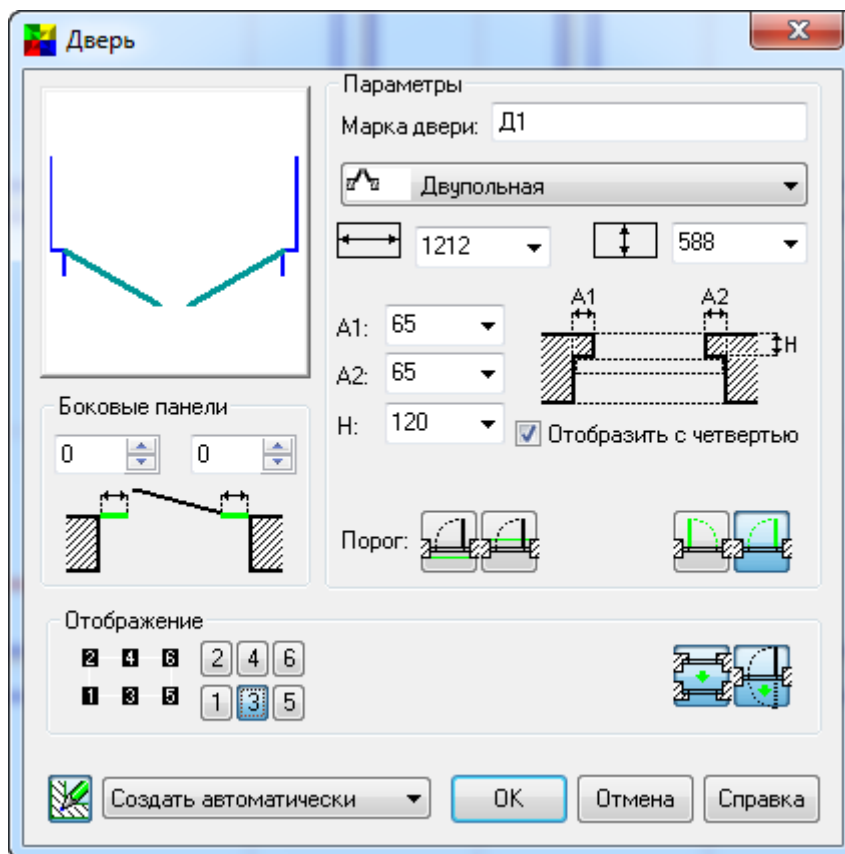 Дверь
Параметры
Марка двери: Д1
Двупольная
1212 588
A1 A2
A1: 65
H
A2: 65
H: 120
Отобразить с четвертью
Боковые панели
0 0
Порог:
Отображение
2 4 6 2 4 6
1 3 5 1 3 5
Создать автоматически OK Отмена Справка